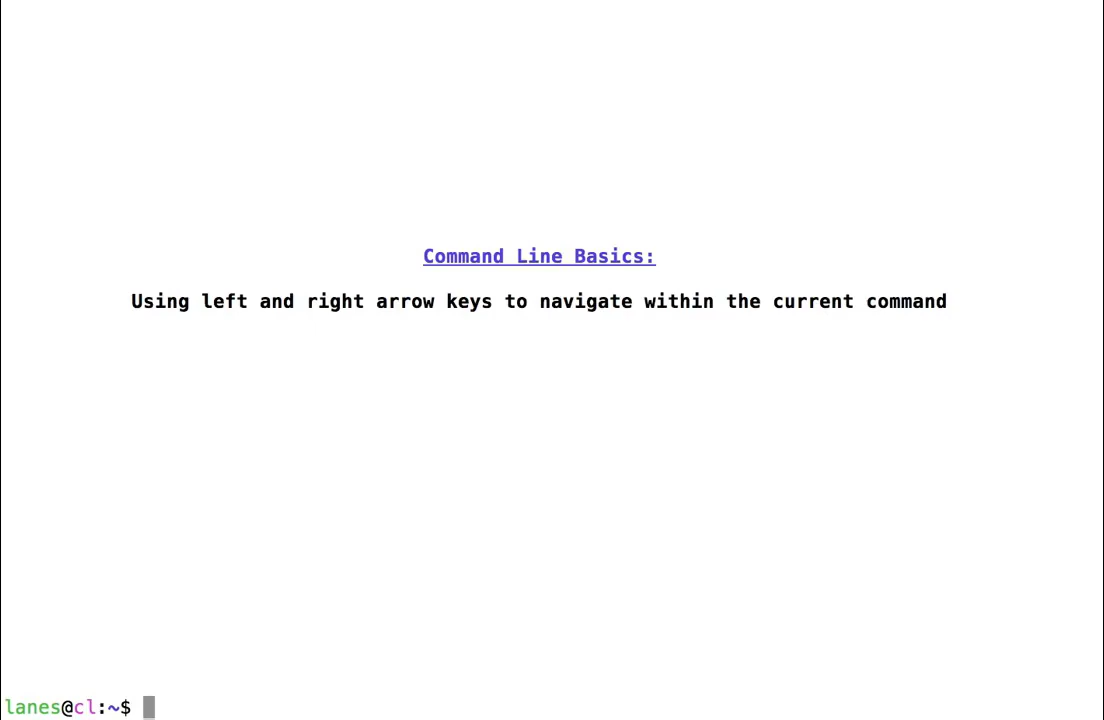 Command Line Basics:
Using left and right arrow keys to navigate within the current command
lanes@cl:~$